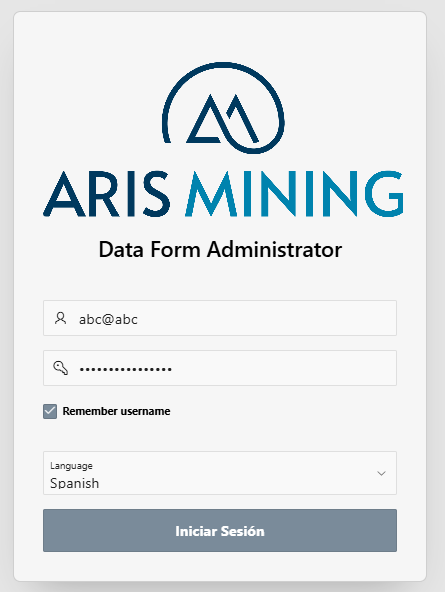 ARIS MINING
Data Form Administrator
abc@abc
••••••••••••••••
Remember username
Language
Spanish
Iniciar Sesión